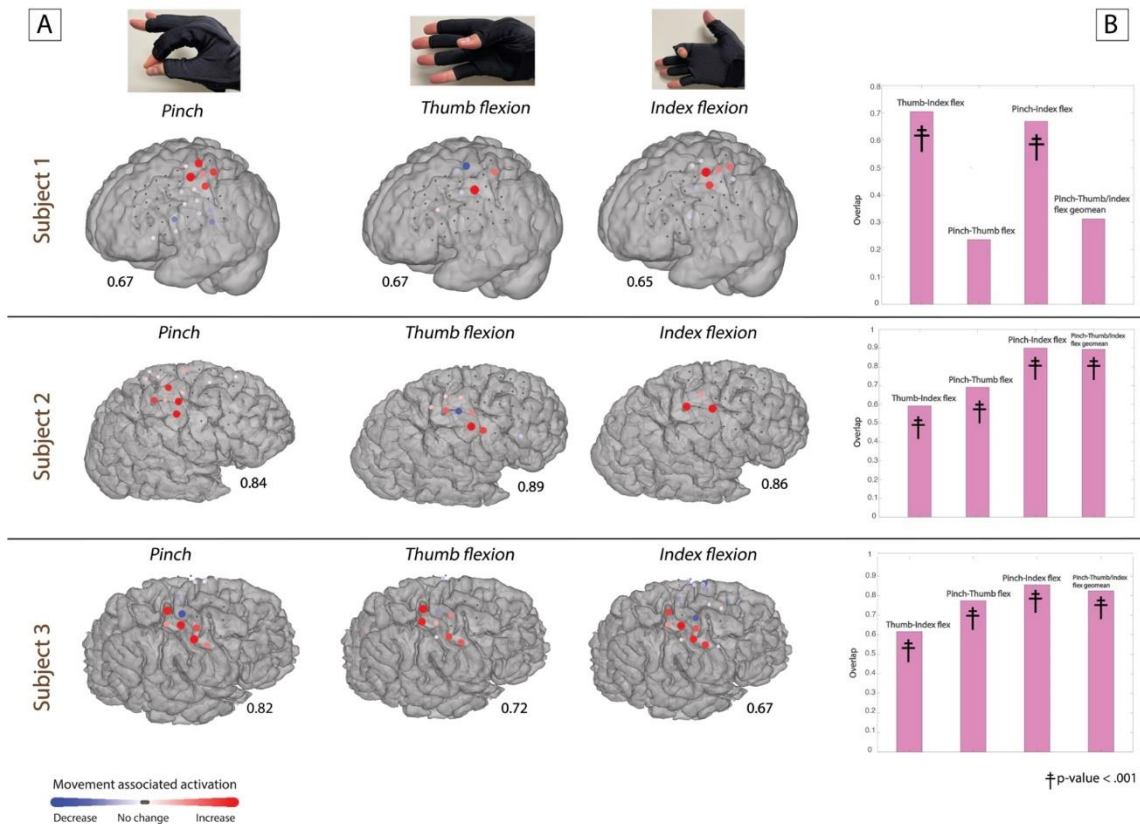 A
B
Pinch
Thumb flexion
Index flexion
Subject 1
0.67
0.67
0.65
0.8
0.7
0.6
0.5
0.4
0.3
0.2
0.1
0
Overlap
Thumb-Index flex
Pinch-Thumb flex
Pinch-Index flex
Pinch-Thumb/Index
flex geomean
Pinch
Thumb flexion
Index flexion
Subject 2
0.84
0.89
0.86
1
0.9
0.8
0.7
0.6
0.5
0.4
0.3
0.2
0.1
0
Overlap
Thumb-Index flex
Pinch-Thumb flex
Pinch-Index flex
Pinch-Thumb/Index
flex geomean
Pinch
Thumb flexion
Index flexion
Subject 3
0.82
0.72
0.67
1
0.9
0.8
0.7
0.6
0.5
0.4
0.3
0.2
0.1
0
Overlap
Thumb-Index flex
Pinch-Thumb flex
Pinch-Index flex
Pinch-Thumb/Index
flex geomean
Movement associated activation
Decrease No change Increase
‡p-value < .001